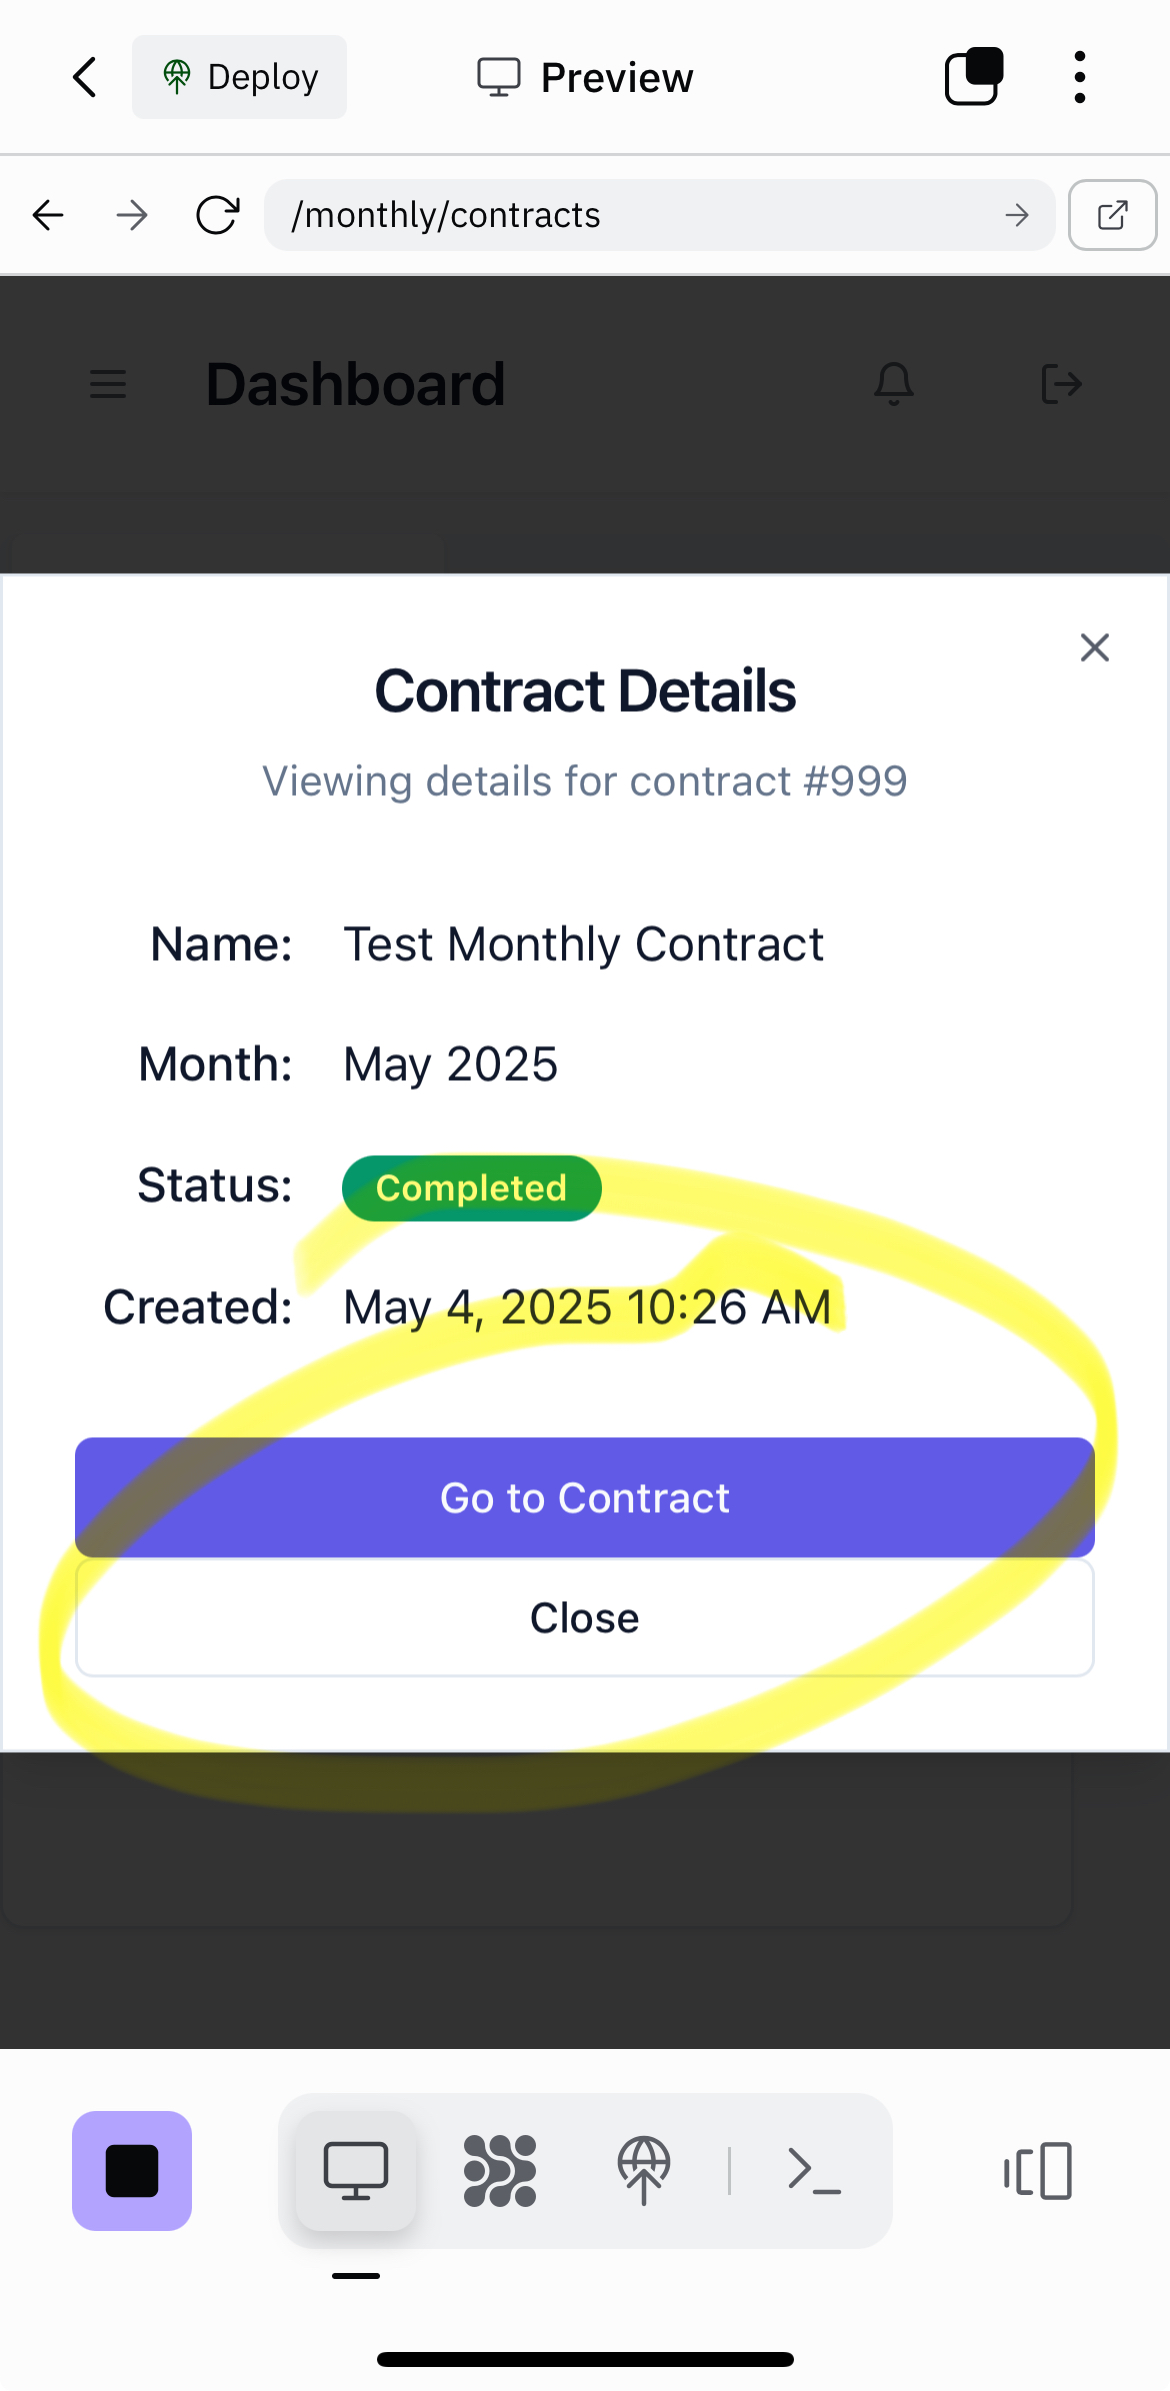 Deploy
Preview
/monthly/contracts
Dashboard
Contract Details
Viewing details for contract #999
Name: Test Monthly Contract
Month: May 2025
Status: Completed
Created: May 4, 2025 10:26 AM
Go to Contract
Close